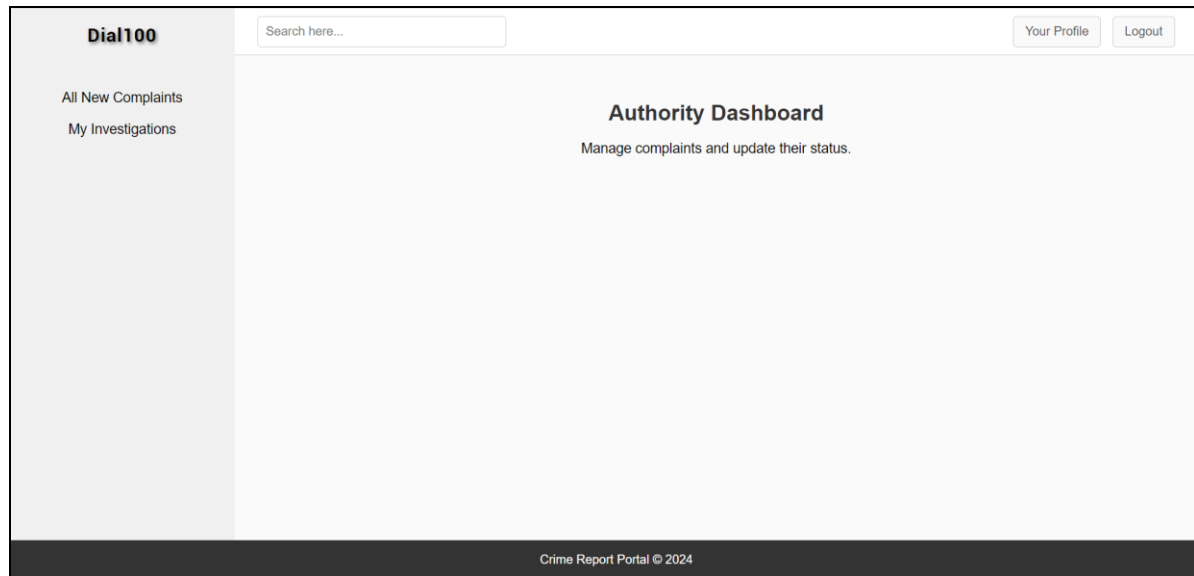 Dial100
Search here...
Your Profile
Logout
All New Complaints
My Investigations
Authority Dashboard
Manage complaints and update their status.
Crime Report Portal © 2024